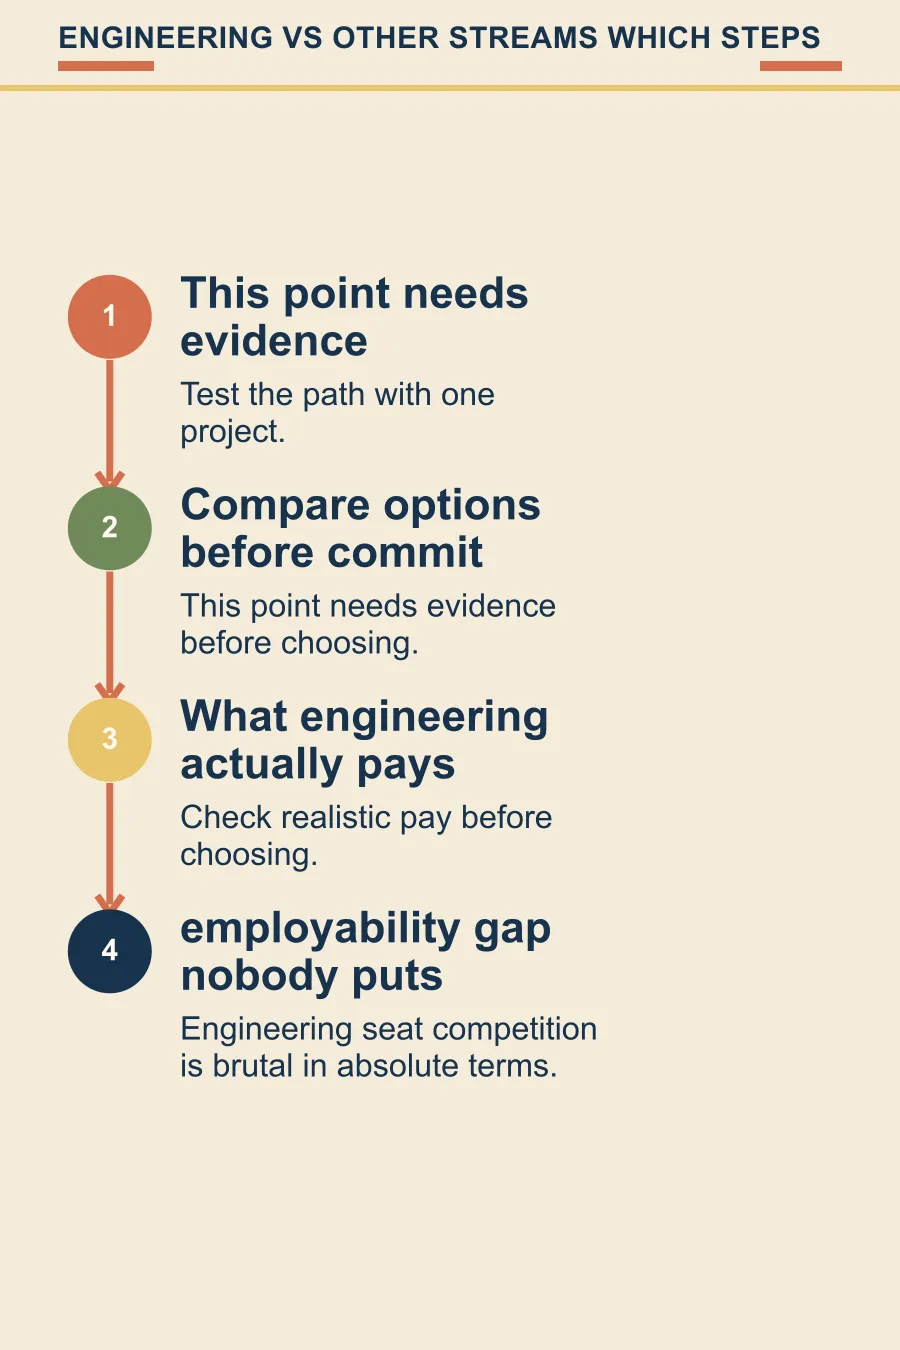 ENGINEERING VS OTHER STREAMS WHICH STEPS
1
This point needs
evidence
Test the path with one
project.
2
Compare options
before commit
This point needs evidence
before choosing.
3
What engineering
actually pays
Check realistic pay before
choosing.
4
employability gap
nobody puts
Engineering seat competition
is brutal in absolute terms.